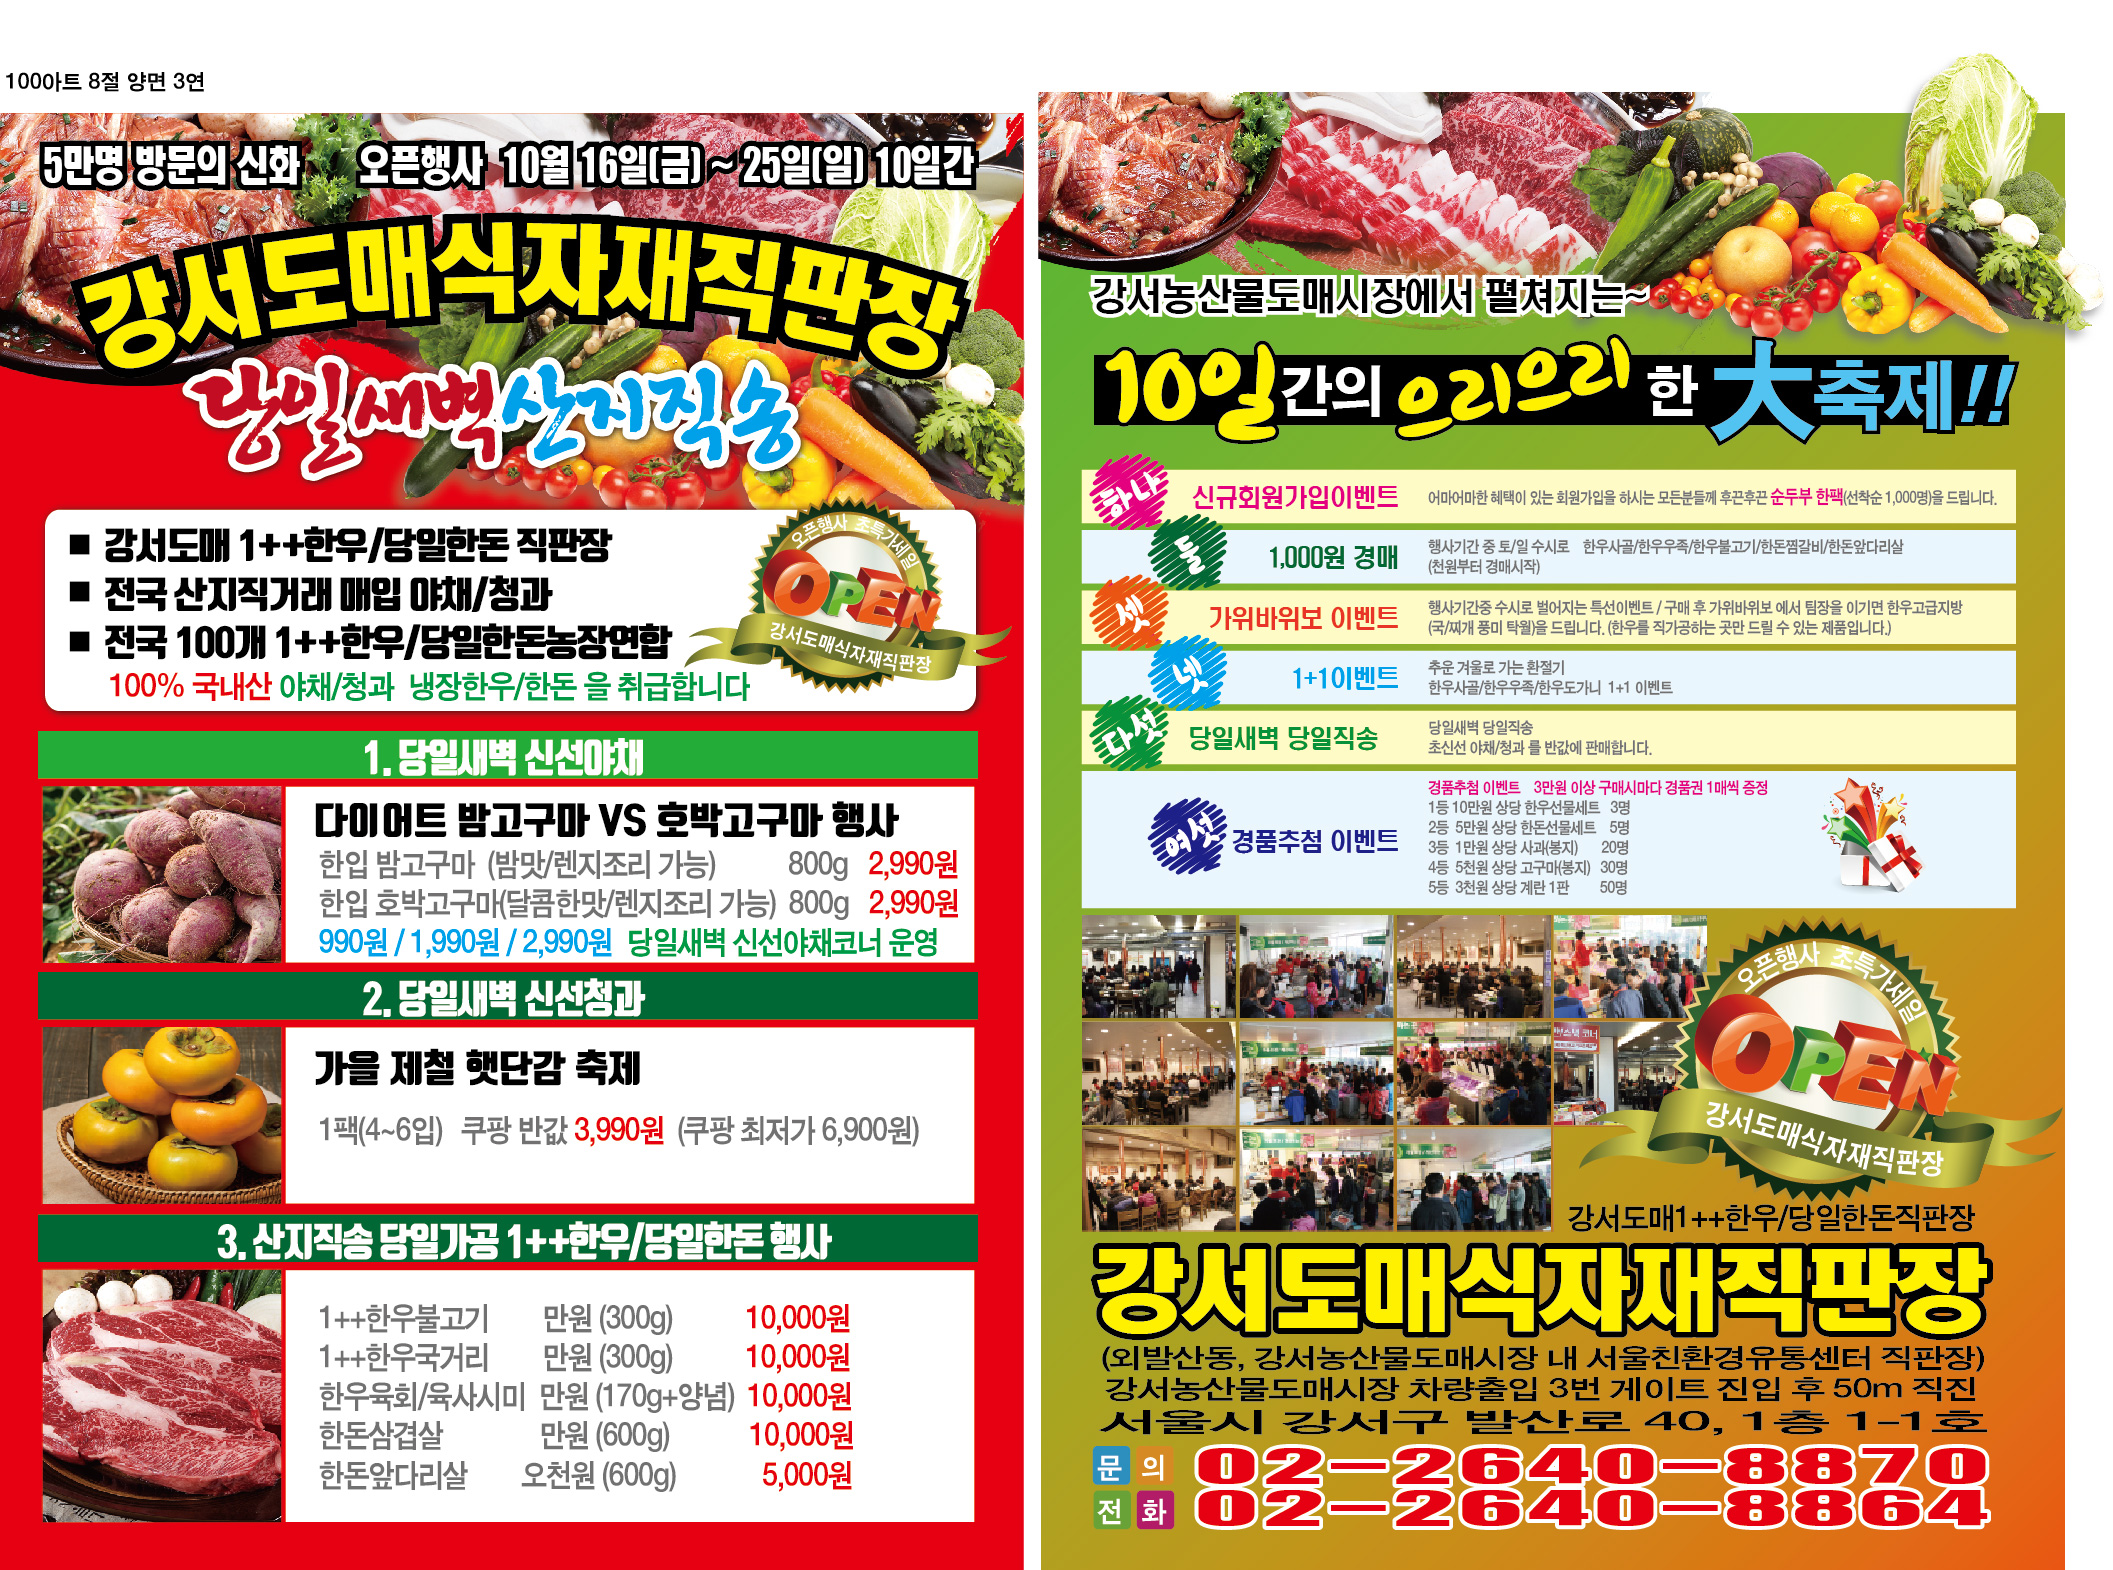 100아트 8절 양면 3연
5만명 방문의 신화 오픈행사 10월 16일(금) ~ 25일(일) 10일간
강서도매식자재직판장
당일새벽산지직송
■ 강서도매 1++한우/당일한돈 직판장
■ 전국 산지직거래 매입 야채/청과
■ 전국 100개 1++한우/당일한돈농장연합
100% 국내산 야채/청과 냉장한우/한돈 을 취급합니다
오픈행사 초특가세일
OPEN
강서도매식자재직판장
1. 당일새벽 신선야채
다이어트 밤고구마 VS 호박고구마 행사
한입 밤고구마 (밤맛/렌지조리 가능) 800g 2,990원
한입 호박고구마(달콤한맛/렌지조리 가능) 800g 2,990원
990원 / 1,990원 / 2,990원 당일새벽 신선야채코너 운영
2. 당일새벽 신선청과
가을 제철 햇단감 축제
1팩(4~6입) 쿠팡 반값 3,990원 (쿠팡 최저가 6,900원)
3. 산지직송 당일가공 1++한우/당일한돈 행사
1++한우불고기 만원 (300g) 10,000원
1++한우국거리 만원 (300g) 10,000원
한우육회/육사시미 만원 (170g+양념) 10,000원
한돈삼겹살 만원 (600g) 10,000원
한돈앞다리살 오천원 (600g) 5,000원
강서농산물도매시장에서 펼쳐지는~
10일간의 으리으리한 大축제!!
하나 신규회원가입이벤트 어마어마한 혜택이 있는 회원가입을 하시는 모든분들께 후끈후끈 순두부 한팩(선착순 1,000명)을 드립니다.
둘 1,000원 경매 행사기간 중 토/일 수시로 한우사골/한우우족/한우불고기/한돈찜갈비/한돈앞다리살
(천원부터 경매시작)
셋 가위바위보 이벤트 행사기간중 수시로 벌어지는 특선이벤트 / 구매 후 가위바위보 에서 팀장을 이기면 한우고급지방
(국/찌개 풍미 탁월)을 드립니다. (한우를 직가공하는 곳만 드릴 수 있는 제품입니다.)
넷 1+1이벤트 추운 겨울로 가는 환절기
한우사골/한우우족/한우도가니 1+1 이벤트
다섯 당일새벽 당일직송 당일새벽 당일직송
초신선 야채/청과 를 반값에 판매합니다.
여섯 경품추첨 이벤트 경품추첨 이벤트 3만원 이상 구매시마다 경품권 1매씩 증정
1등 10만원 상당 한우선물세트 3명
2등 5만원 상당 한돈선물세트 5명
3등 1만원 상당 사과(봉지) 20명
4등 5천원 상당 고구마(봉지) 30명
5등 3천원 상당 계란 1판 50명
오픈행사 초특가세일
OPEN
강서도매식자재직판장
강서도매1++한우/당일한돈직판장
강서도매식자재직판장
(외발산동, 강서농산물도매시장 내 서울친환경유통센터 직판장)
강서농산물도매시장 차량출입 3번 게이트 진입 후 50m 직진
서울시 강서구 발산로 40, 1층 1-1호
문의 02-2640-8870
전화 02-2640-8864